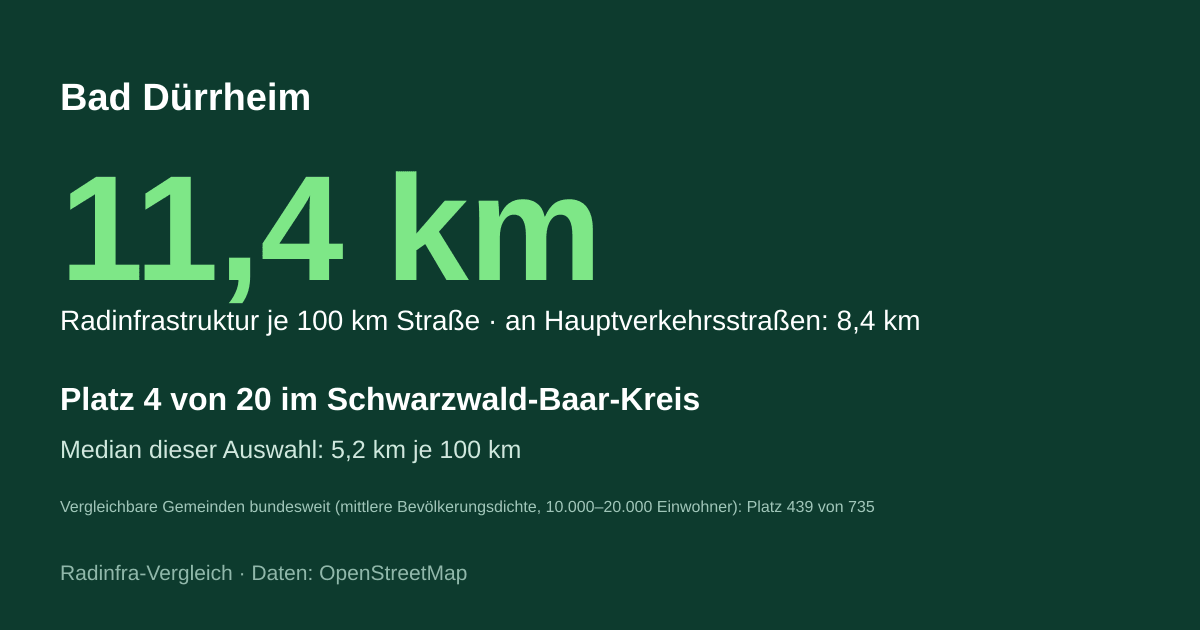 Bad Dürrheim
11,4 km
Radinfrastruktur je 100 km Straße · an Hauptverkehrsstraßen: 8,4 km
Platz 4 von 20 im Schwarzwald-Baar-Kreis
Median dieser Auswahl: 5,2 km je 100 km
Vergleichbare Gemeinden bundesweit (mittlere Bevölkerungsdichte, 10.000–20.000 Einwohner): Platz 439 von 735
Radinfra-Vergleich · Daten: OpenStreetMap